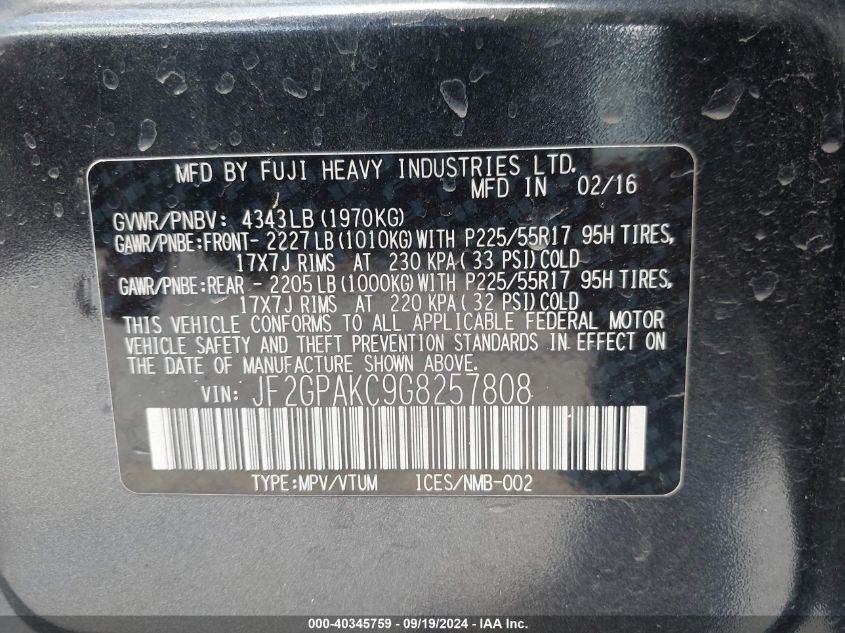 MFD BY FUJI HEAVY INDUSTRIES LTD.
MFD IN 02/16
GVWR/PNBV: 4343LB (1970KG)
GAWR/PNBE:FRONT- 2227LB(1010KG) WITH P225/55R17 95H TIRES,
17X7J RIMS AT 230 KPA( 33 PSI)COLD
GAWR/PNBE:REAR - 2205LB(1000KG) WITH P225/55R17 95H TIRES,
17X7J RIMS AT 220 KPA( 32 PSI)COLD
THIS VEHICLE CONFORMS TO ALL APPLICABLE FEDERAL MOTOR
VEHICLE SAFETY AND THEFT PREVENTION STANDARDS IN EFFECT ON
THE DATE OF MANUFACTURE SHOWN ABOVE.
VIN: JF2GPAKC9G8257808
TYPE:MPV/VTUM ICES/NMB-002
000-40345759 - 09/19/2024 - IAA Inc.